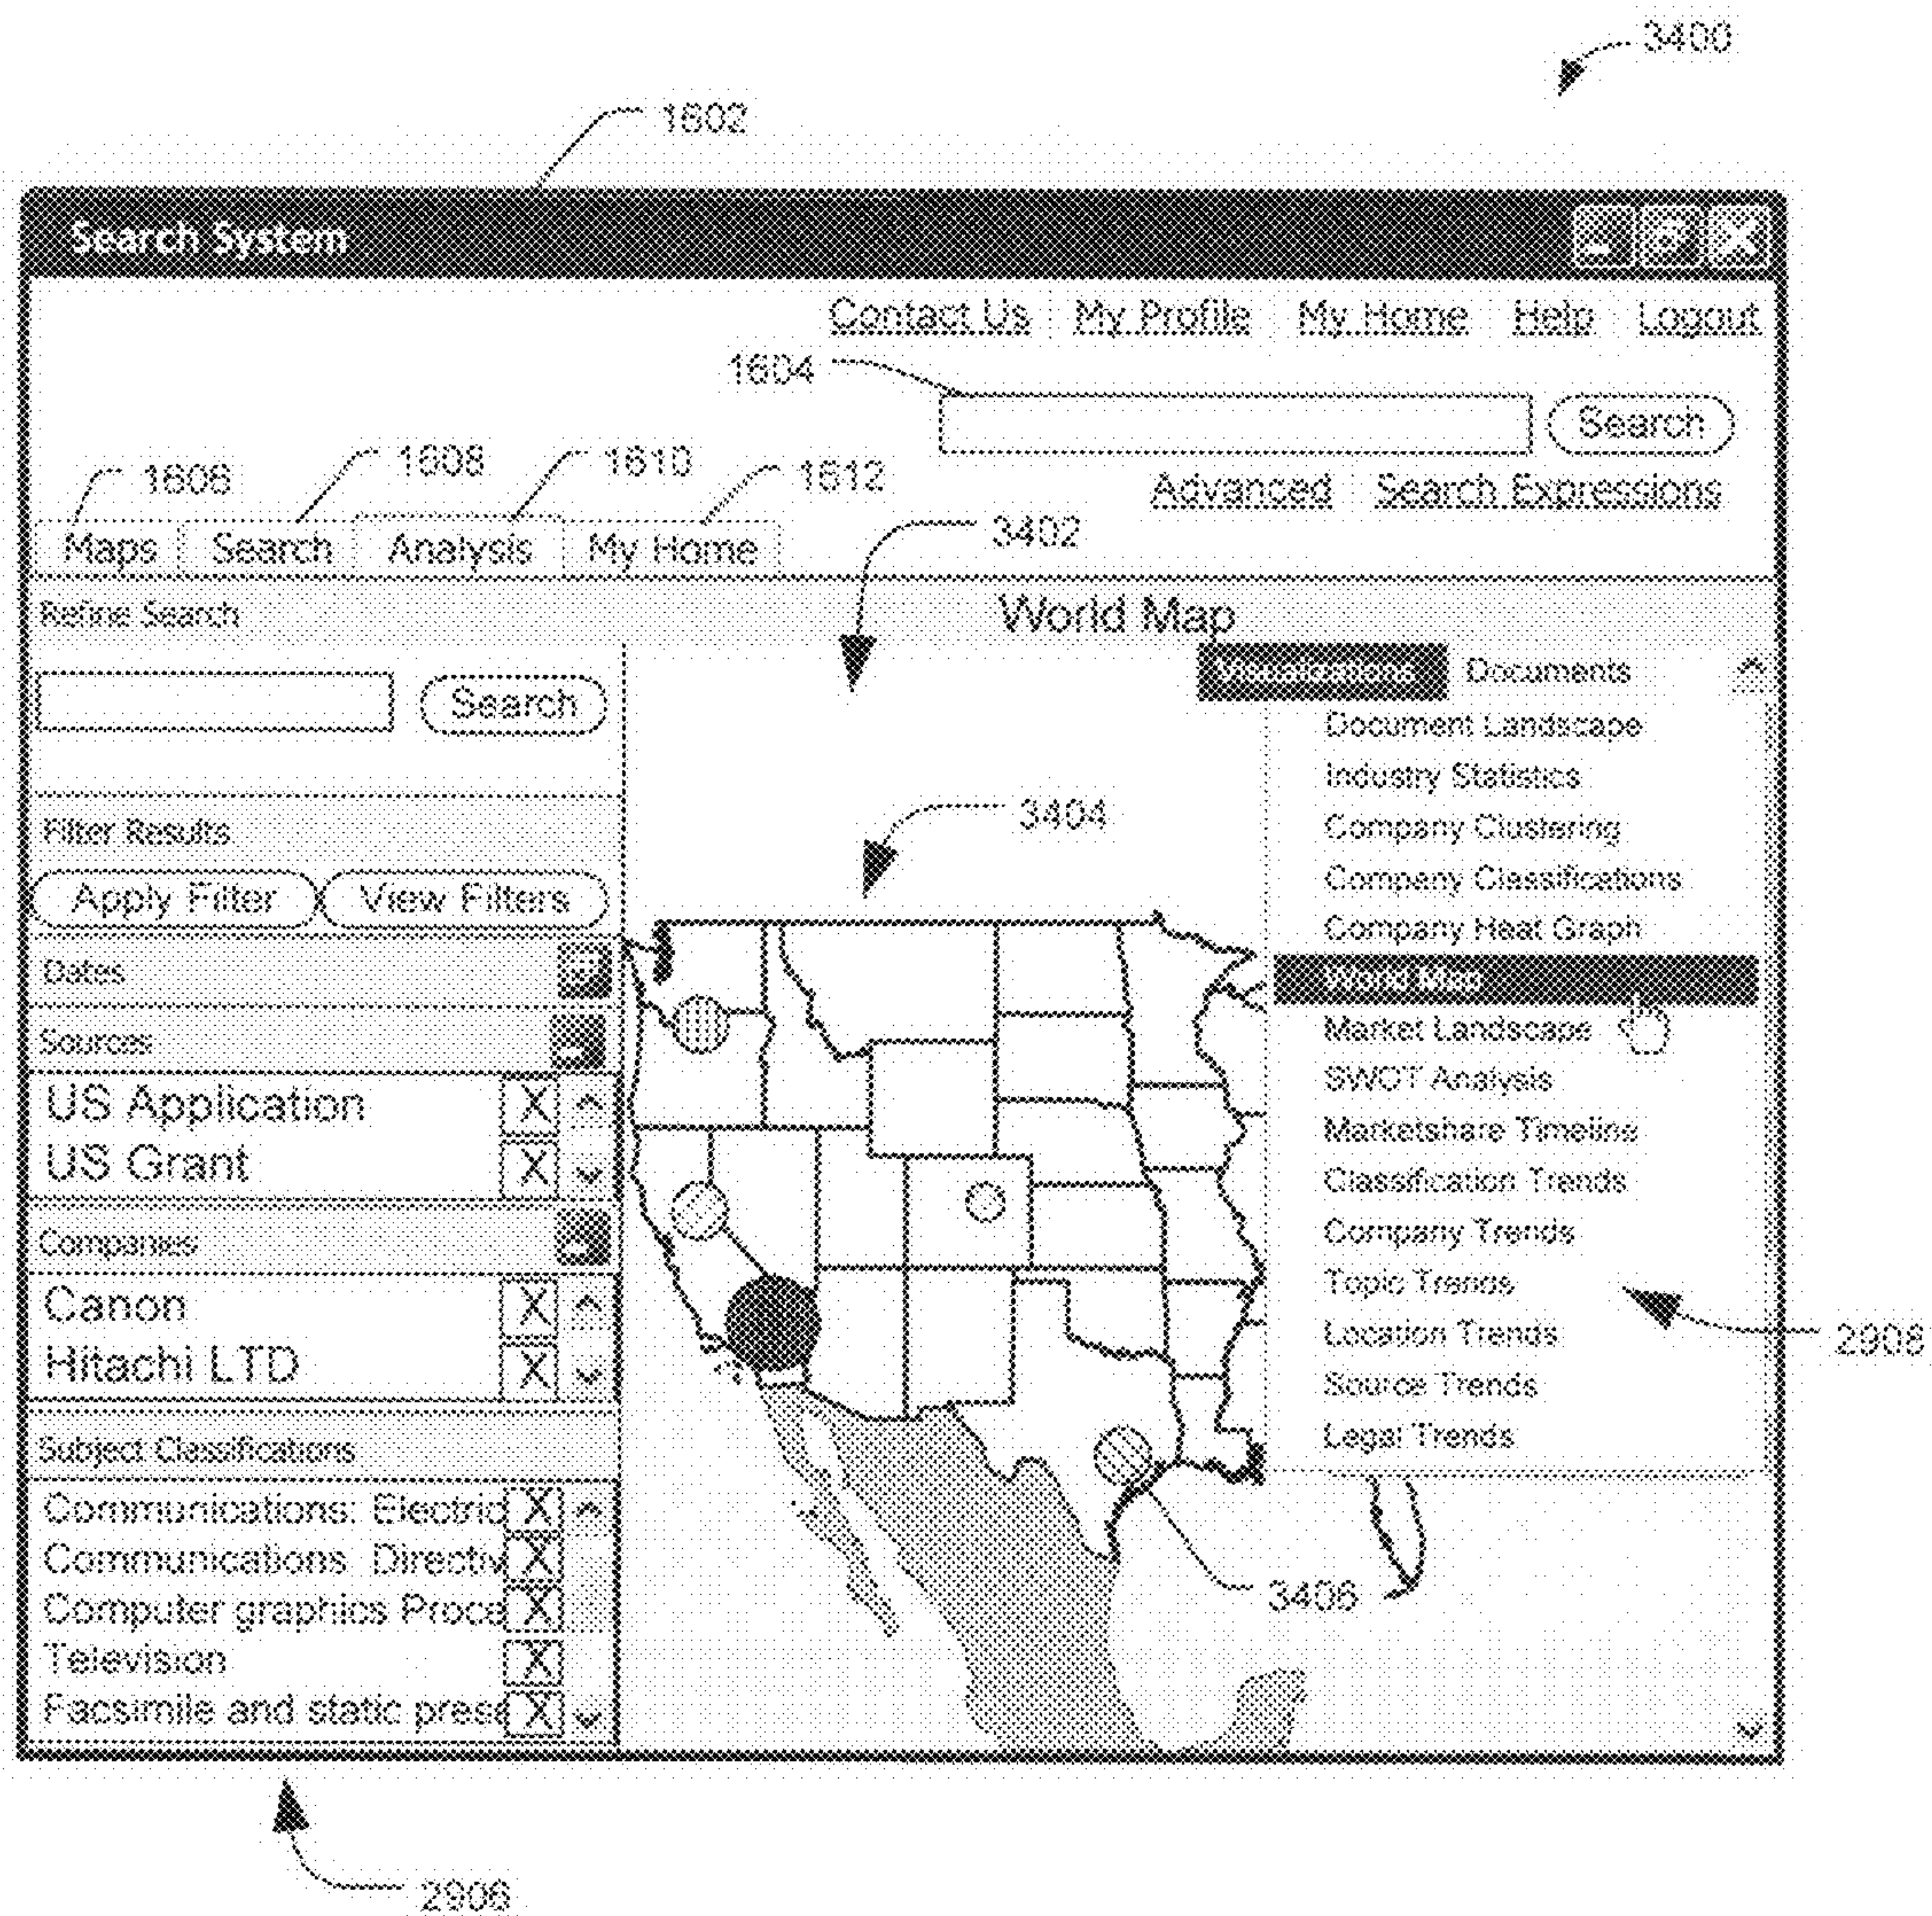 3400
1602
Search System
Contact Us My Profile My Home Help Logout
1604
Search
1606 1608 1610 1612
Advanced Search Expressions
3402
Maps Search Analysis My Home
Refine Search
World Map
Visualizations Documents
Search
Document Landscape
Industry Statistics
3404
Filter Results
Company Clustering
Apply Filter View Filters
Company Classifications
Company Heat Graph
Dates
World Map
Sources
Market Landscape
US Application X
SWOT Analysis
Marketshare Timeline
US Grant X
Classification Trends
Companies
Company Trends
Canon X
Topic Trends
2908
Hitachi LTD X
Location Trends
Source Trends
Subject Classifications
Legal Trends
Communications: Electric X
Communications: Directiv X
Computer graphics Proce X
3406
Television X
Facsimile and static prese X
2906